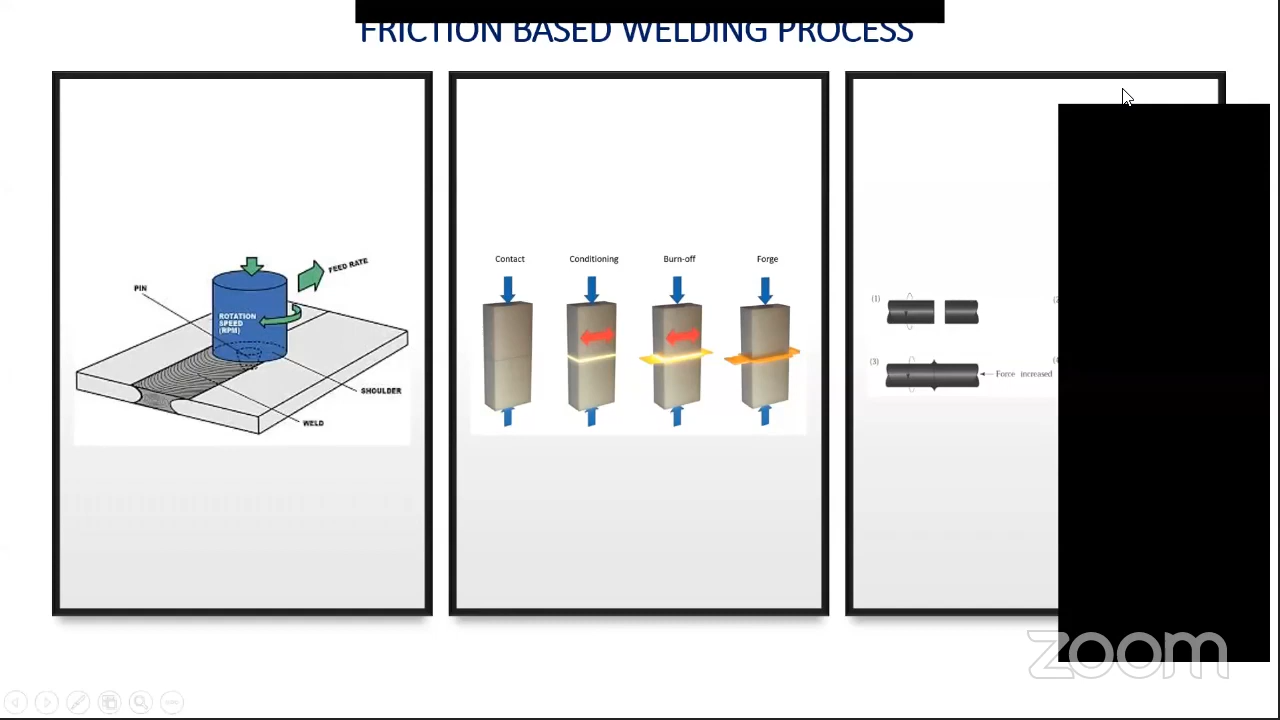 FRICTION BASED WELDING PROCESS
FEED RATE
PIN
ROTATION
SPEED
(RPM)
SHOULDER
WELD
Contact Conditioning Burn-off Forge
(1)
(3)
Force increased
zoom